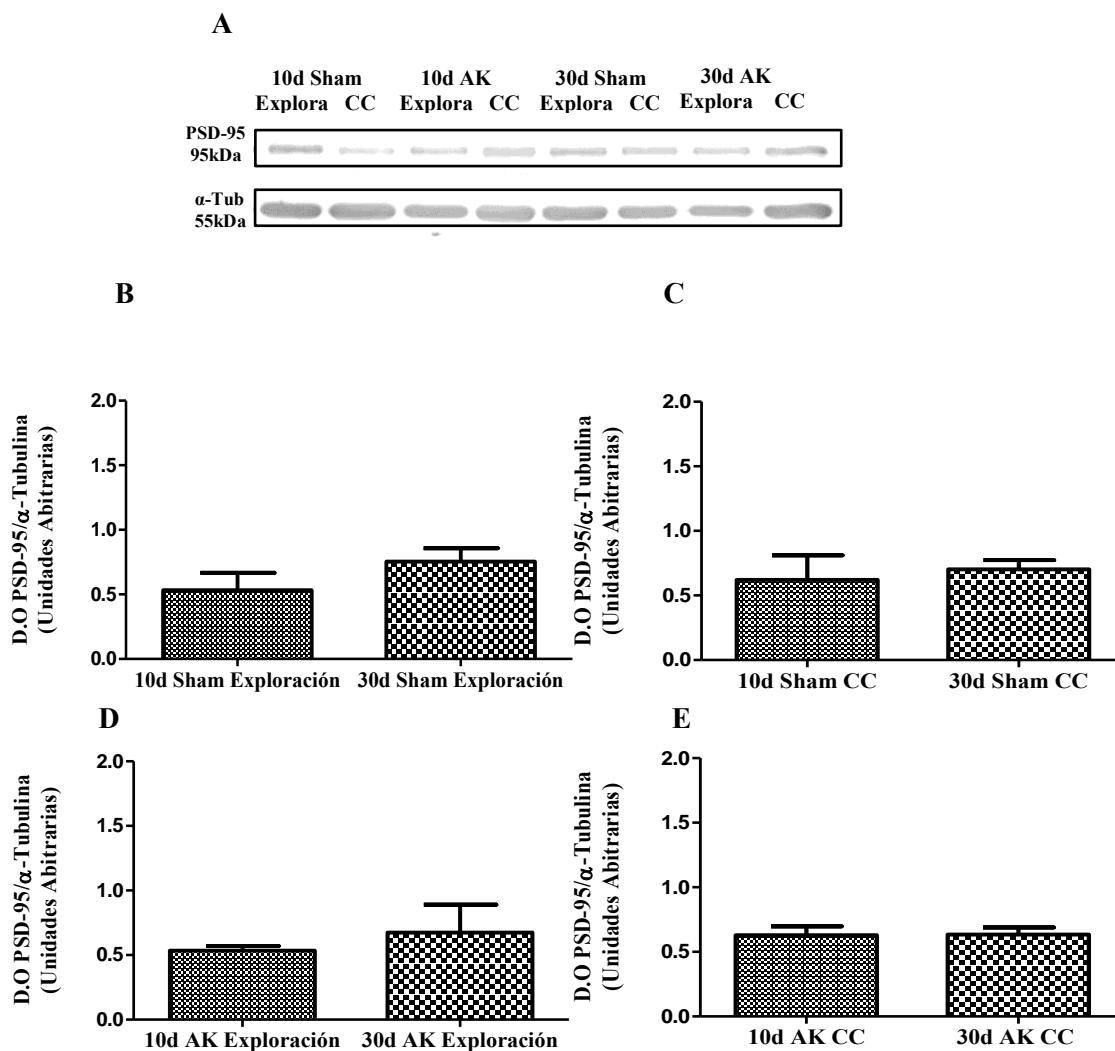 A
10d Sham 10d AK 30d Sham 30d AK
Explora CC Explora CC Explora CC Explora CC
PSD-95
95kDa
α-Tub
55kDa
B
D.O PSD-95/α-Tubulina
(Unidades Abitrarias)
2.0
1.5
1.0
0.5
0.0
10d Sham Exploración 30d Sham Exploración
C
D.O PSD-95/α-Tubulina
(Unidades Abitrarias)
2.0
1.5
1.0
0.5
0.0
10d Sham CC 30d Sham CC
D
D.O PSD-95/α-Tubulina
(Unidades Abitrarias)
2.0
1.5
1.0
0.5
0.0
10d AK Exploración 30d AK Exploración
E
D.O PSD-95/α-Tubulina
(Unidades Abitrarias)
2.0
1.5
1.0
0.5
0.0
10d AK CC 30d AK CC